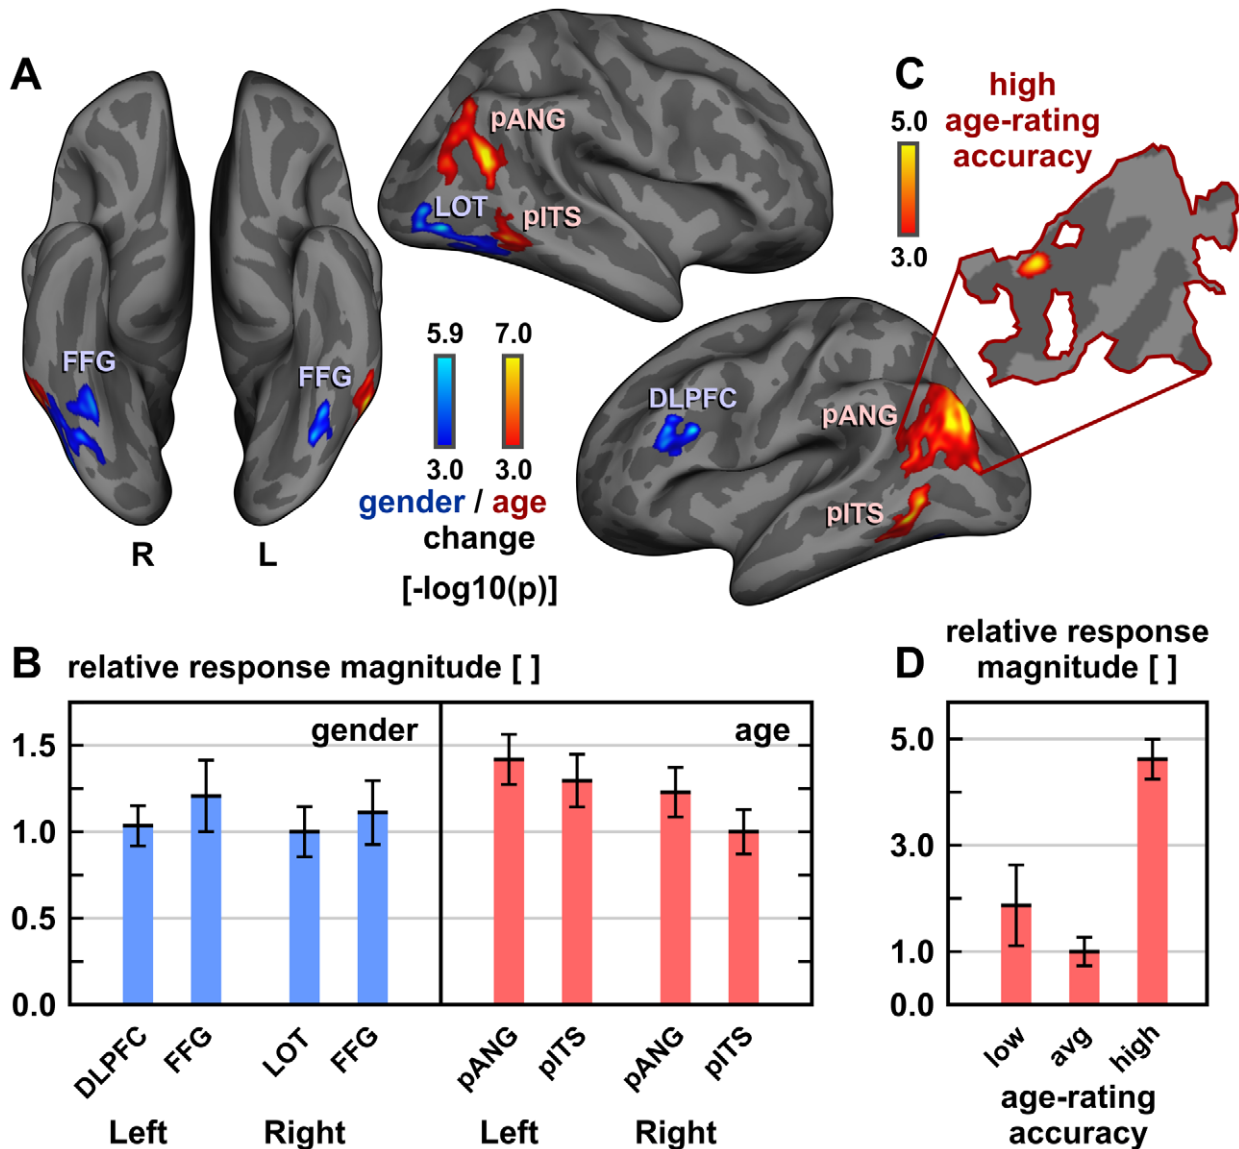 A
pANG
LOT
pITS
FFG
FFG
R
L
5.9
7.0
3.0
3.0
gender / age
change
[-log10(p)]
DLPFC
pANG
pITS
C
high
age-rating
accuracy
5.0
3.0
B
relative response magnitude [ ]
gender
age
1.5
1.0
0.5
0.0
DLPFC
FFG
LOT
FFG
pANG
pITS
pANG
pITS
Left
Right
Left
Right
D
relative response
magnitude [ ]
5.0
3.0
1.0
0.0
low
avg
high
age-rating
accuracy